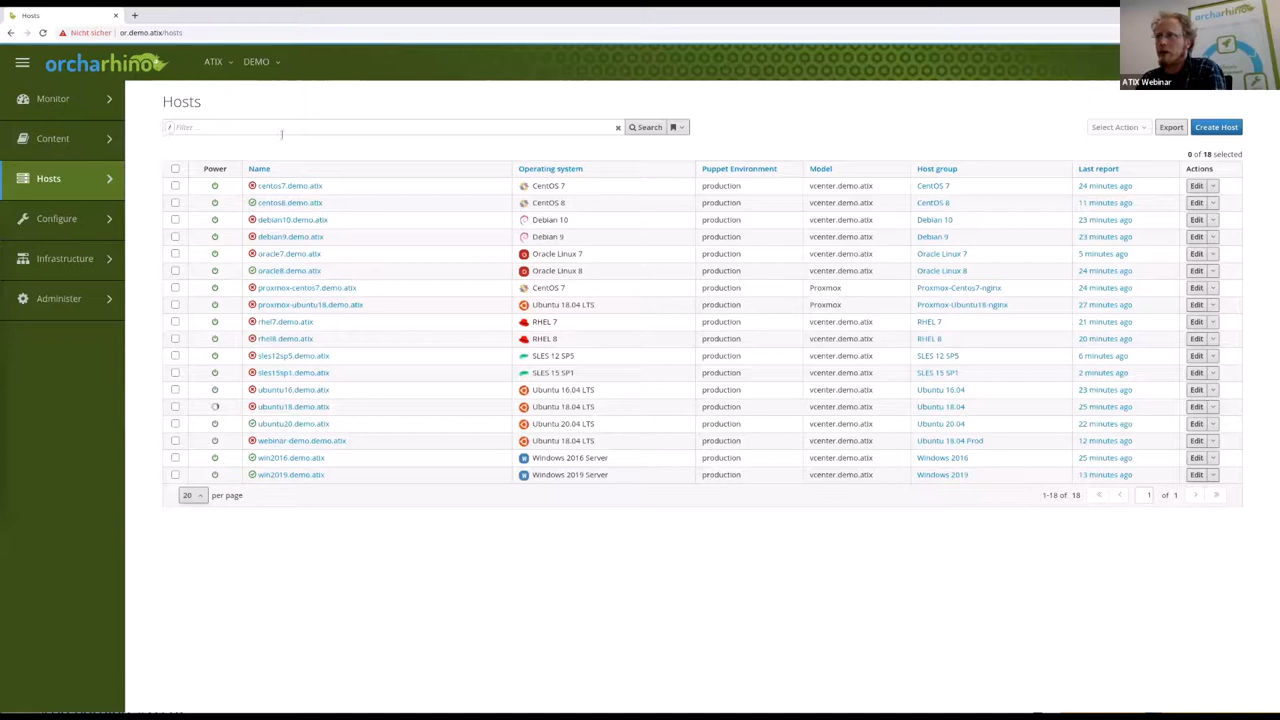 Hosts
Nicht sicher or.demo.atix/hosts
orcharhino ATIX DEMO
orcharhino
ATIX Webinar
Monitor
Content
Hosts
Configure
Infrastructure
Administer
Hosts
/ Filter ... Search Select Action Export Create Host
0 of 18 selected
Power Name Operating system Puppet Environment Model Host group Last report Actions
centos7.demo.atix CentOS 7 production vcenter.demo.atix CentOS 7 24 minutes ago Edit
centos8.demo.atix CentOS 8 production vcenter.demo.atix CentOS 8 11 minutes ago Edit
debian10.demo.atix Debian 10 production vcenter.demo.atix Debian 10 23 minutes ago Edit
debian9.demo.atix Debian 9 production vcenter.demo.atix Debian 9 23 minutes ago Edit
oracle7.demo.atix Oracle Linux 7 production vcenter.demo.atix Oracle Linux 7 5 minutes ago Edit
oracle8.demo.atix Oracle Linux 8 production vcenter.demo.atix Oracle Linux 8 24 minutes ago Edit
proxmox-centos7.demo.atix CentOS 7 production Proxmox Proxmox-Centos7-nginx 24 minutes ago Edit
proxmox-ubuntu18.demo.atix Ubuntu 18.04 LTS production Proxmox Proxmox-Ubuntu18-nginx 27 minutes ago Edit
rhel7.demo.atix RHEL 7 production vcenter.demo.atix RHEL 7 21 minutes ago Edit
rhel8.demo.atix RHEL 8 production vcenter.demo.atix RHEL 8 20 minutes ago Edit
sles12sp5.demo.atix SLES 12 SP5 production vcenter.demo.atix SLES 12 SP5 6 minutes ago Edit
sles15sp1.demo.atix SLES 15 SP1 production vcenter.demo.atix SLES 15 SP1 2 minutes ago Edit
ubuntu16.demo.atix Ubuntu 16.04 LTS production vcenter.demo.atix Ubuntu 16.04 23 minutes ago Edit
ubuntu18.demo.atix Ubuntu 18.04 LTS production vcenter.demo.atix Ubuntu 18.04 25 minutes ago Edit
ubuntu20.demo.atix Ubuntu 20.04 LTS production vcenter.demo.atix Ubuntu 20.04 22 minutes ago Edit
webinar-demo.demo.atix Ubuntu 18.04 LTS production vcenter.demo.atix Ubuntu 18.04 Prod 12 minutes ago Edit
win2016.demo.atix Windows 2016 Server production vcenter.demo.atix Windows 2016 25 minutes ago Edit
win2019.demo.atix Windows 2019 Server production vcenter.demo.atix Windows 2019 13 minutes ago Edit
20 per page 1-18 of 18 1 of 1